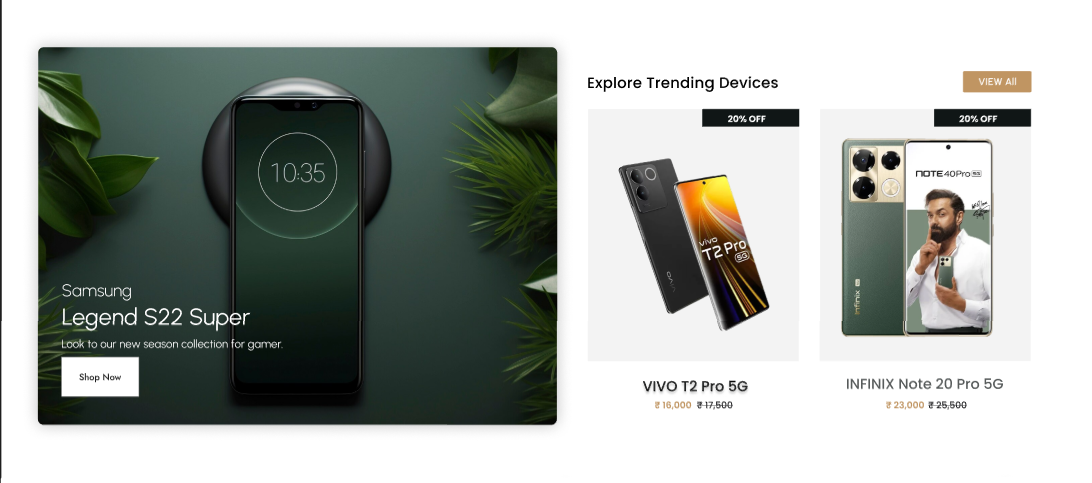 10:35
Samsung
Legend S22 Super
Look to our new season collection for gamer.
Shop Now
Explore Trending Devices
VIEW All
20% OFF
vivo
vivo
T2 Pro
5G
VIVO T2 Pro 5G
₹ 16,000 ₹ 17,500
20% OFF
NOTE 40Pro 5G
Infinix
INFINIX Note 20 Pro 5G
₹ 23,000 ₹ 25,500